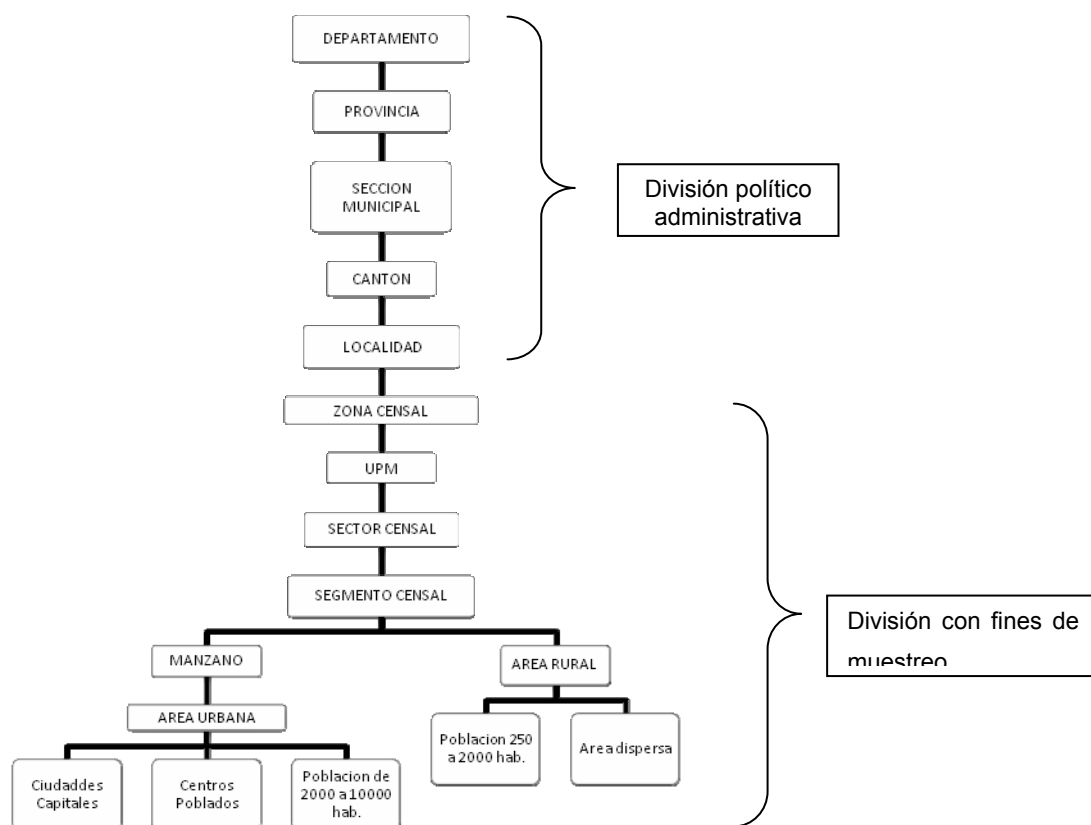 DEPARTAMENTO
PROVINCIA
SECCION
MUNICIPAL
CANTON
LOCALIDAD
División político
administrativa
ZONA CENSAL
UPM
SECTOR CENSAL
SEGMENTO CENSAL
División con fines de
muestreo
MANZANO
AREA RURAL
AREA URBANA
Poblacion 250
a 2000 hab.
Area dispersa
Ciudaddes
Capitales
Centros
Poblados
Poblacion de
2000 a 10000
hab.